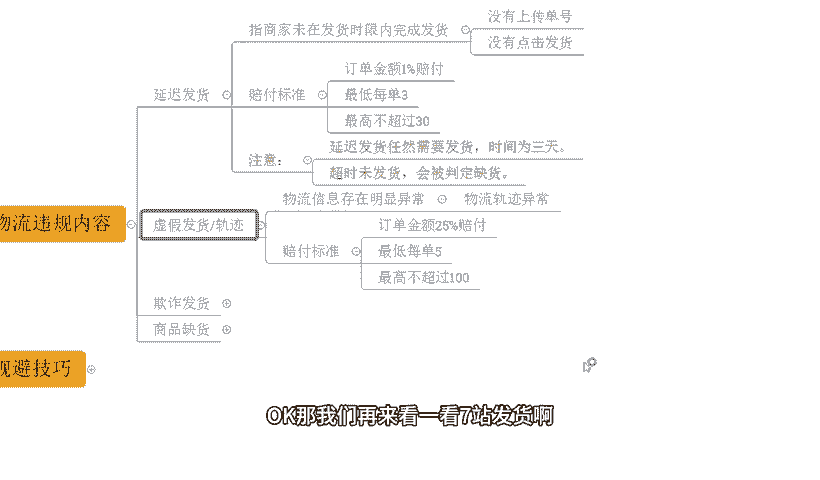 指商家未在发货时限内完成发货
没有上传单号
没有点击发货
延迟发货
赔付标准
订单金额1%赔付
最低每单3
最高不超过30
注意：
延迟发货任然需要发货，时间为三天。
超时未发货，会被判定缺货。
物流违规内容
虚假发货/轨迹
物流信息存在明显异常
物流轨迹异常
赔付标准
订单金额25%赔付
最低每单5
最高不超过100
欺诈发货
商品缺货
规避技巧
OK那我们再来看一看7站发货啊